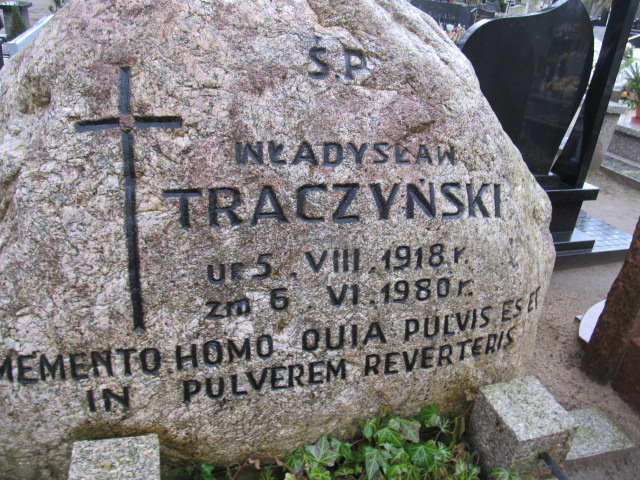 Ś.P.
WŁADYSŁAW
TRACZYŃSKI
ur 5 . VIII . 1918 r.
zm 6 VI . 1980 r.
MEMENTO HOMO QUIA PULVIS ES ET
IN PULVEREM REVERTERIS